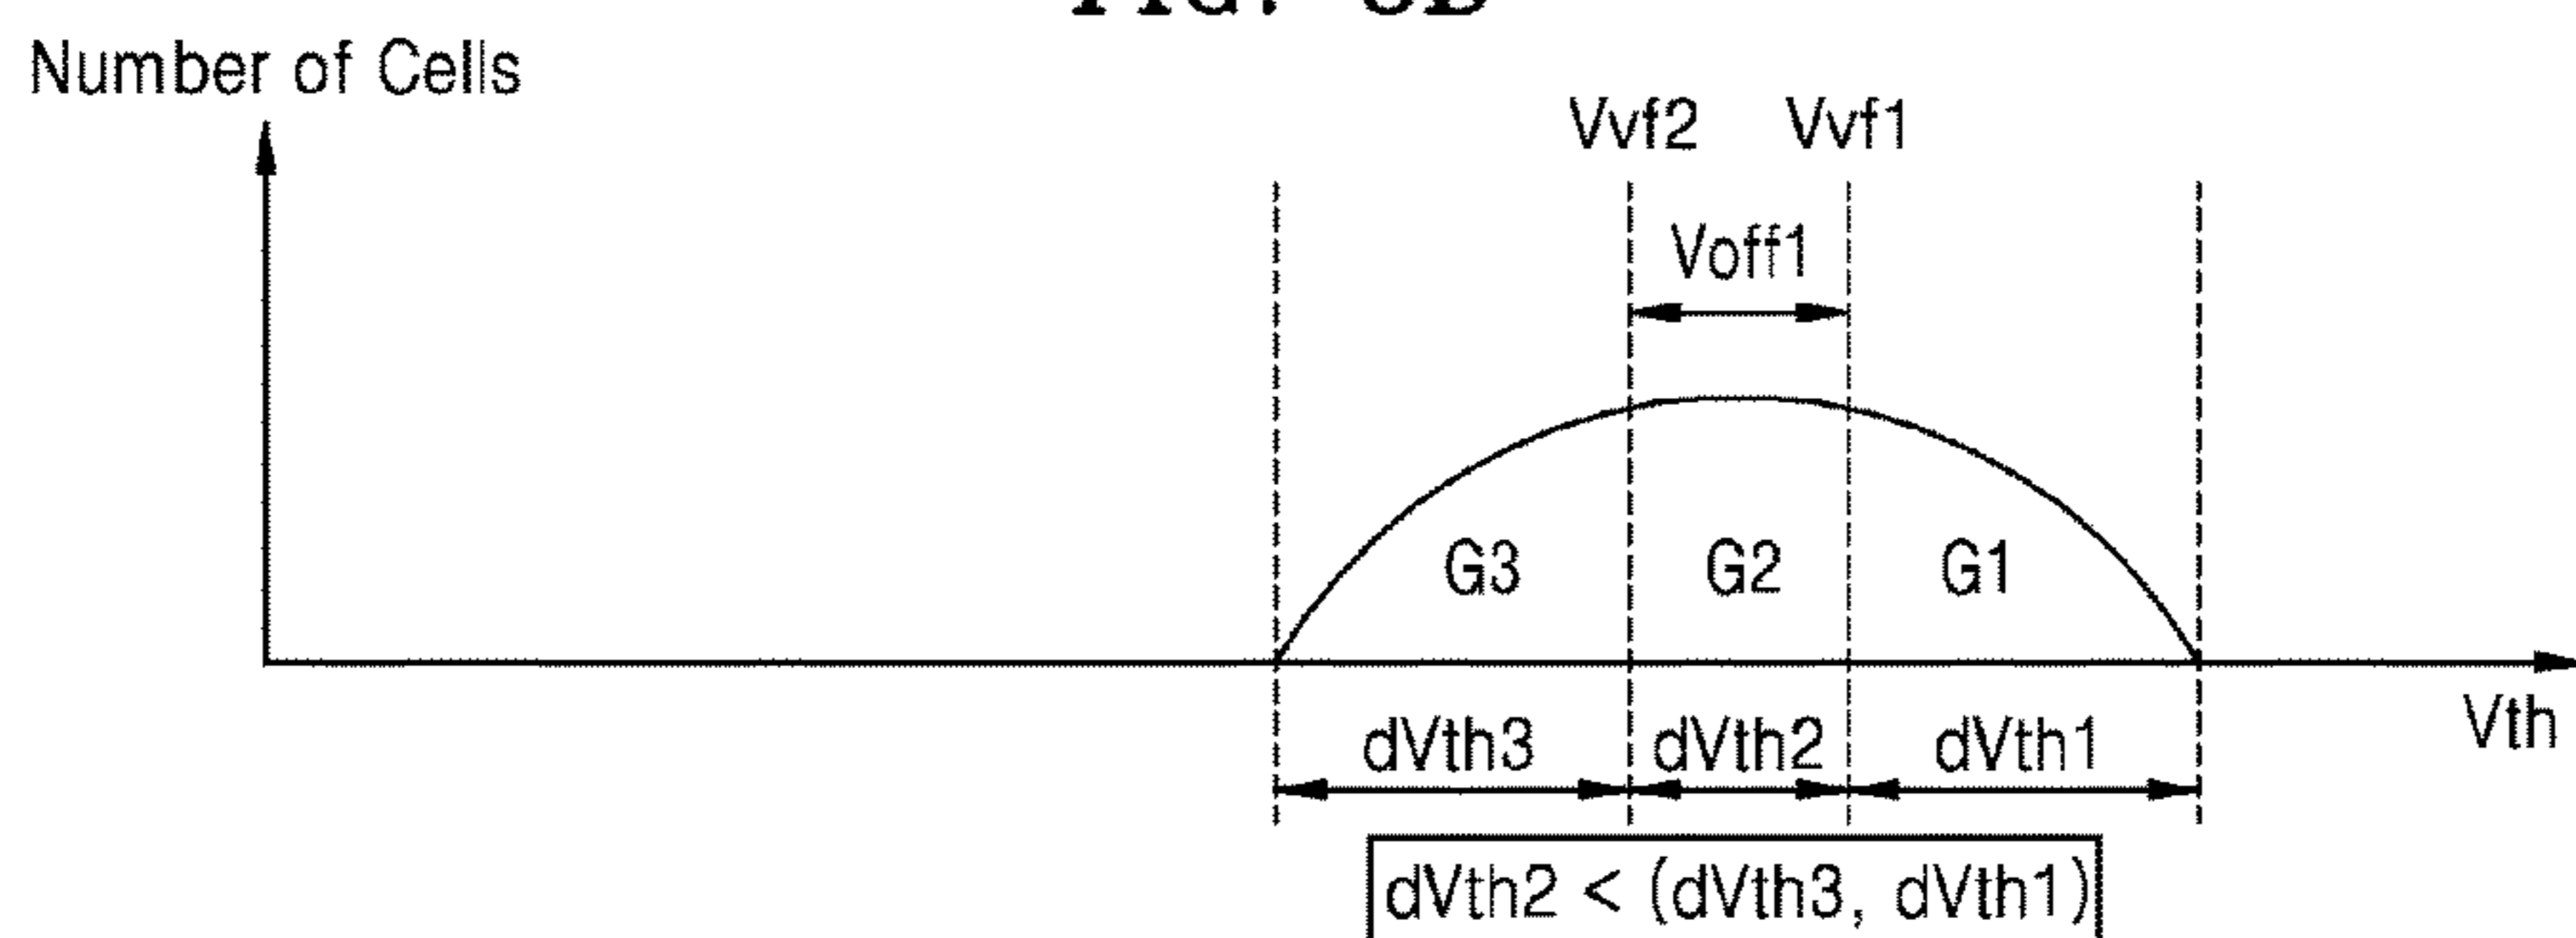 Number of Cells
Vvf2 Vvf1
Voff1
G3 G2 G1
dVth3 dVth2 dVth1
Vth
dVth2 < (dVth3, dVth1)